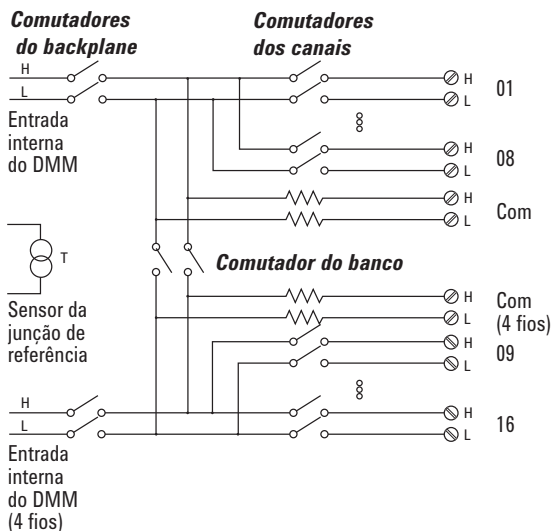 Comutadores
do backplane
Comutadores
dos canais
H
L
Entrada
interna
do DMM
H
L
01
H
L
08
H
L
Com
T
Sensor da
junção de
referência
Comutador do banco
H
L
Com
(4 fios)
H
L
09
H
L
16
H
L
Entrada
interna
do DMM
(4 fios)